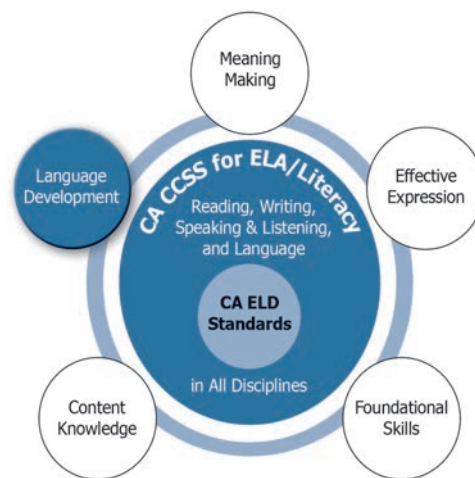 Meaning
Making
Language
Development
Effective
Expression
CA CCSS for ELA/Literacy
Reading, Writing,
Speaking & Listening,
and Language
CA ELD
Standards
in All Disciplines
Content
Knowledge
Foundational
Skills